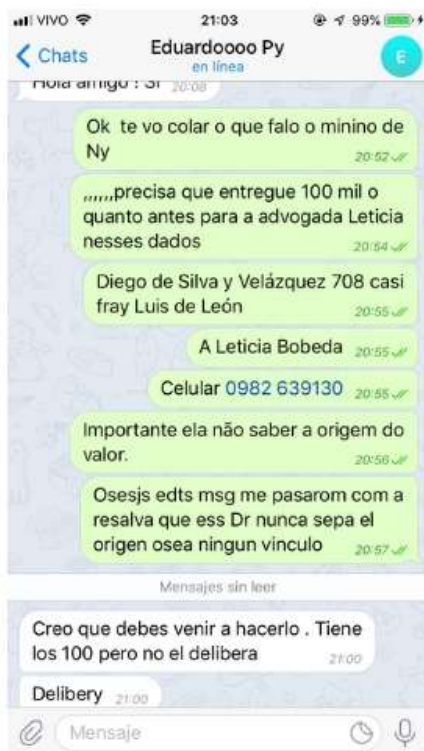 VIVO 21:03 99%
Chats Eduardoooo Py E
en línea
Hola amigo ! Si 20:08
Ok te vo colar o que falo o minino de
Ny 20:52
,,,,,,precisa que entregue 100 mil o
quanto antes para a advogada Leticia
nesses dados 20:54
Diego de Silva y Velázquez 708 casi
fray Luis de León 20:55
A Leticia Bobeda 20:55
Celular 0982 639130 20:55
Importante ela não saber a origem do
valor. 20:56
Osesjs edts msg me pasarom com a
resalva que ess Dr nunca sepa el
origen osea ningun vinculo 20:57
Mensajes sin leer
Creo que debes venir a hacerlo . Tiene
los 100 pero no el delibera 21:00
Delibery 21:00
Mensaje